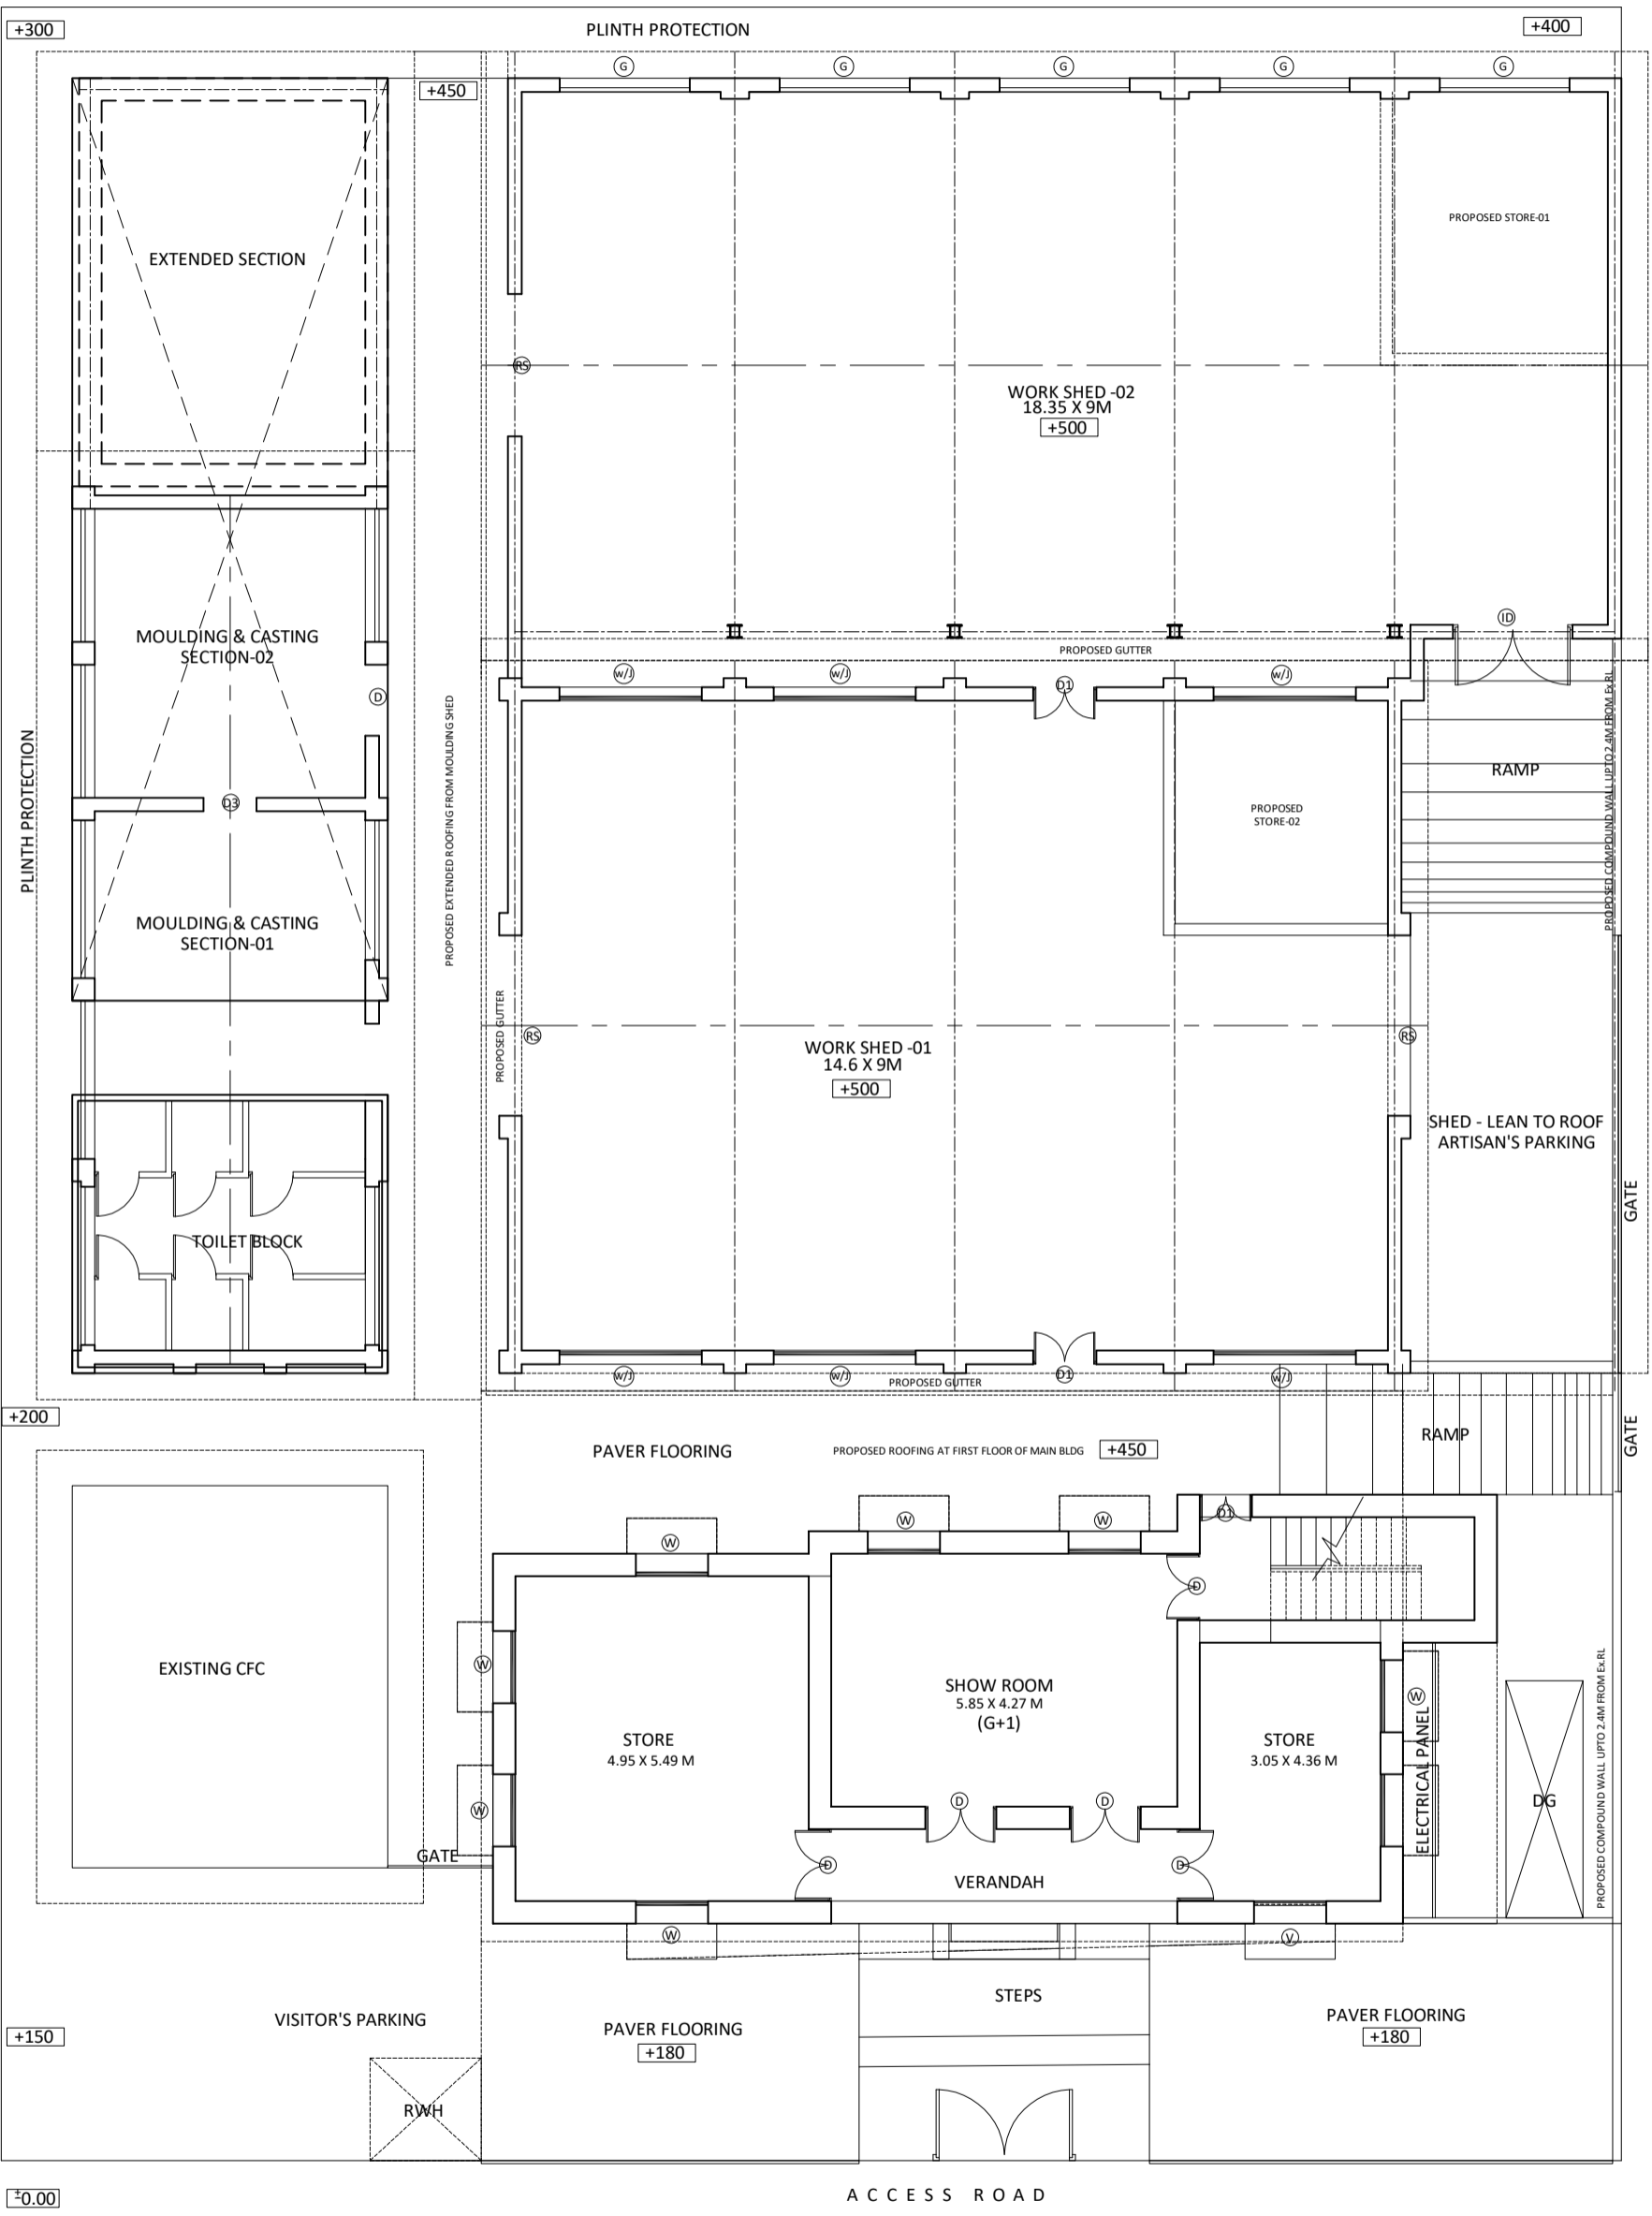 +300
PLINTH PROTECTION
+400
G
G
G
G
G
+450
PROPOSED STORE-01
EXTENDED SECTION
RS
WORK SHED -02
18.35 X 9M
+500
ID
MOULDING & CASTING
SECTION-02
PROPOSED GUTTER
w/J
w/J
D1
w/J
D
PLINTH PROTECTION
PROPOSED EXTENDED ROOFING FROM MOULDING SHED
RAMP
PROPOSED COMPOUND WALL UPTO 2.4M FROM Ex.RL
D3
PROPOSED
STORE-02
MOULDING & CASTING
SECTION-01
PROPOSED GUTTER
RS
RS
WORK SHED -01
14.6 X 9M
+500
SHED - LEAN TO ROOF
ARTISAN'S PARKING
GATE
TOILET BLOCK
w/J
w/J
D1
w/J
PROPOSED GUTTER
+200
PAVER FLOORING
PROPOSED ROOFING AT FIRST FLOOR OF MAIN BLDG
+450
RAMP
GATE
W
W
W
D1
D
W
EXISTING CFC
SHOW ROOM
5.85 X 4.27 M
(G+1)
W
STORE
4.95 X 5.49 M
STORE
3.05 X 4.36 M
ELECTRICAL PANEL
DG
PROPOSED COMPOUND WALL UPTO 2.4M FROM Ex.RL
W
D
D
GATE
D
D
VERANDAH
W
V
STEPS
VISITOR'S PARKING
PAVER FLOORING
+180
PAVER FLOORING
+180
+150
RWH
±0.00
ACCESS ROAD